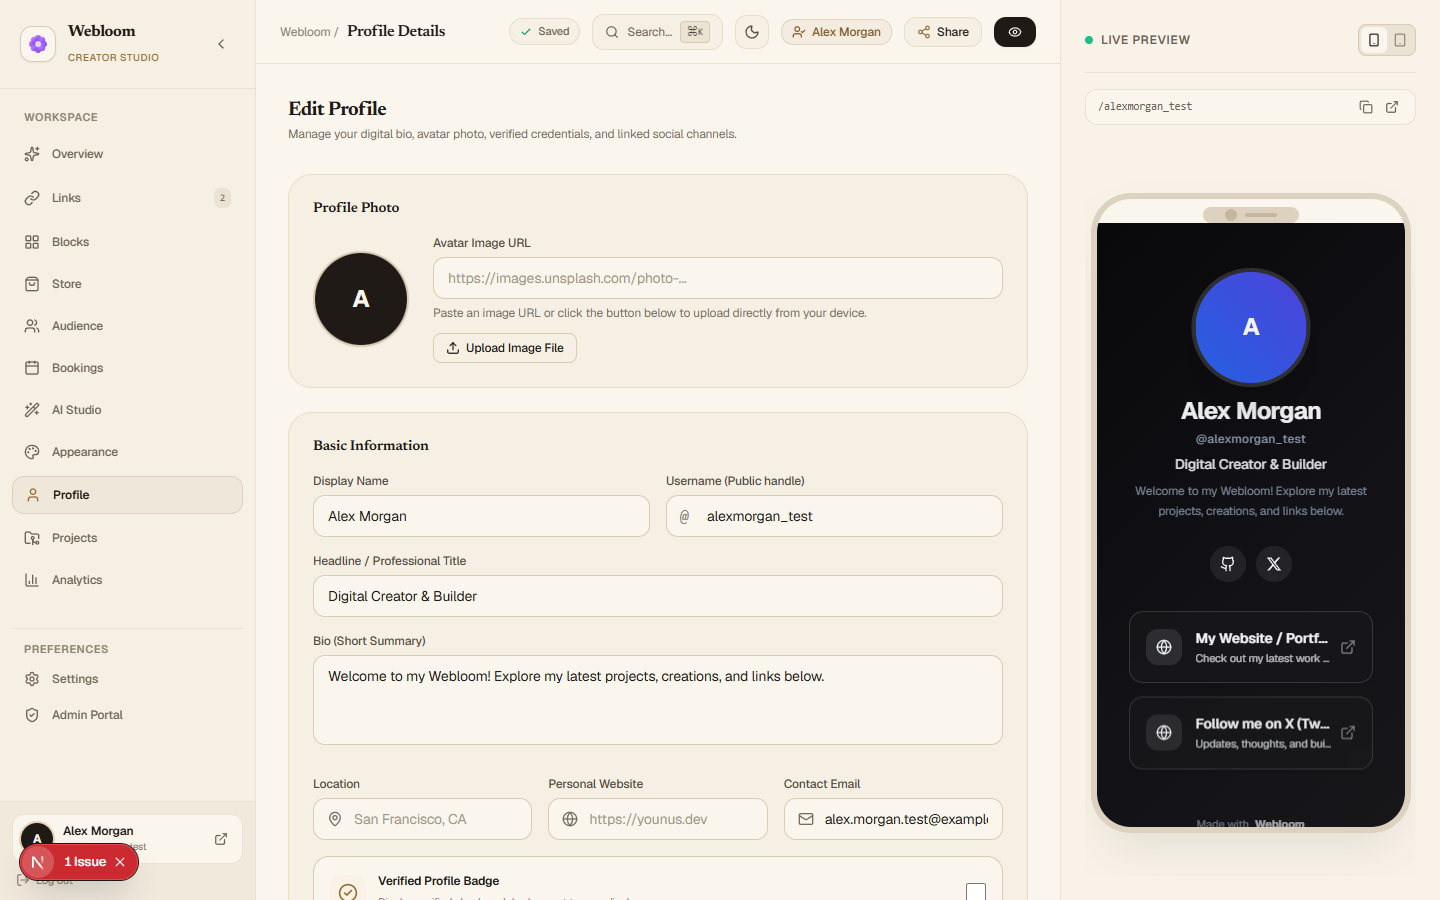 Webloom
CREATOR STUDIO
WORKSPACE
Overview
Links
2
Blocks
Store
Audience
Bookings
AI Studio
Appearance
Profile
Projects
Analytics
PREFERENCES
Settings
Admin Portal
A
Alex Morgan
N
1 Issue
Log out
Webloom / Profile Details
Saved
Search...
⌘K
Alex Morgan
Share
Edit Profile
Manage your digital bio, avatar photo, verified credentials, and linked social channels.
Profile Photo
A
Avatar Image URL
https://images.unsplash.com/photo-...
Paste an image URL or click the button below to upload directly from your device.
Upload Image File
Basic Information
Display Name
Alex Morgan
Username (Public handle)
@ alexmorgan_test
Headline / Professional Title
Digital Creator & Builder
Bio (Short Summary)
Welcome to my Webloom! Explore my latest projects, creations, and links below.
Location
San Francisco, CA
Personal Website
https://younus.dev
Contact Email
alex.morgan.test@example
Verified Profile Badge
LIVE PREVIEW
/alexmorgan_test
A
Alex Morgan
@alexmorgan_test
Digital Creator & Builder
Welcome to my Webloom! Explore my latest
projects, creations, and links below.
My Website / Portf...
Check out my latest work ...
Follow me on X (Tw...
Updates, thoughts, and bui...
Made with Webloom